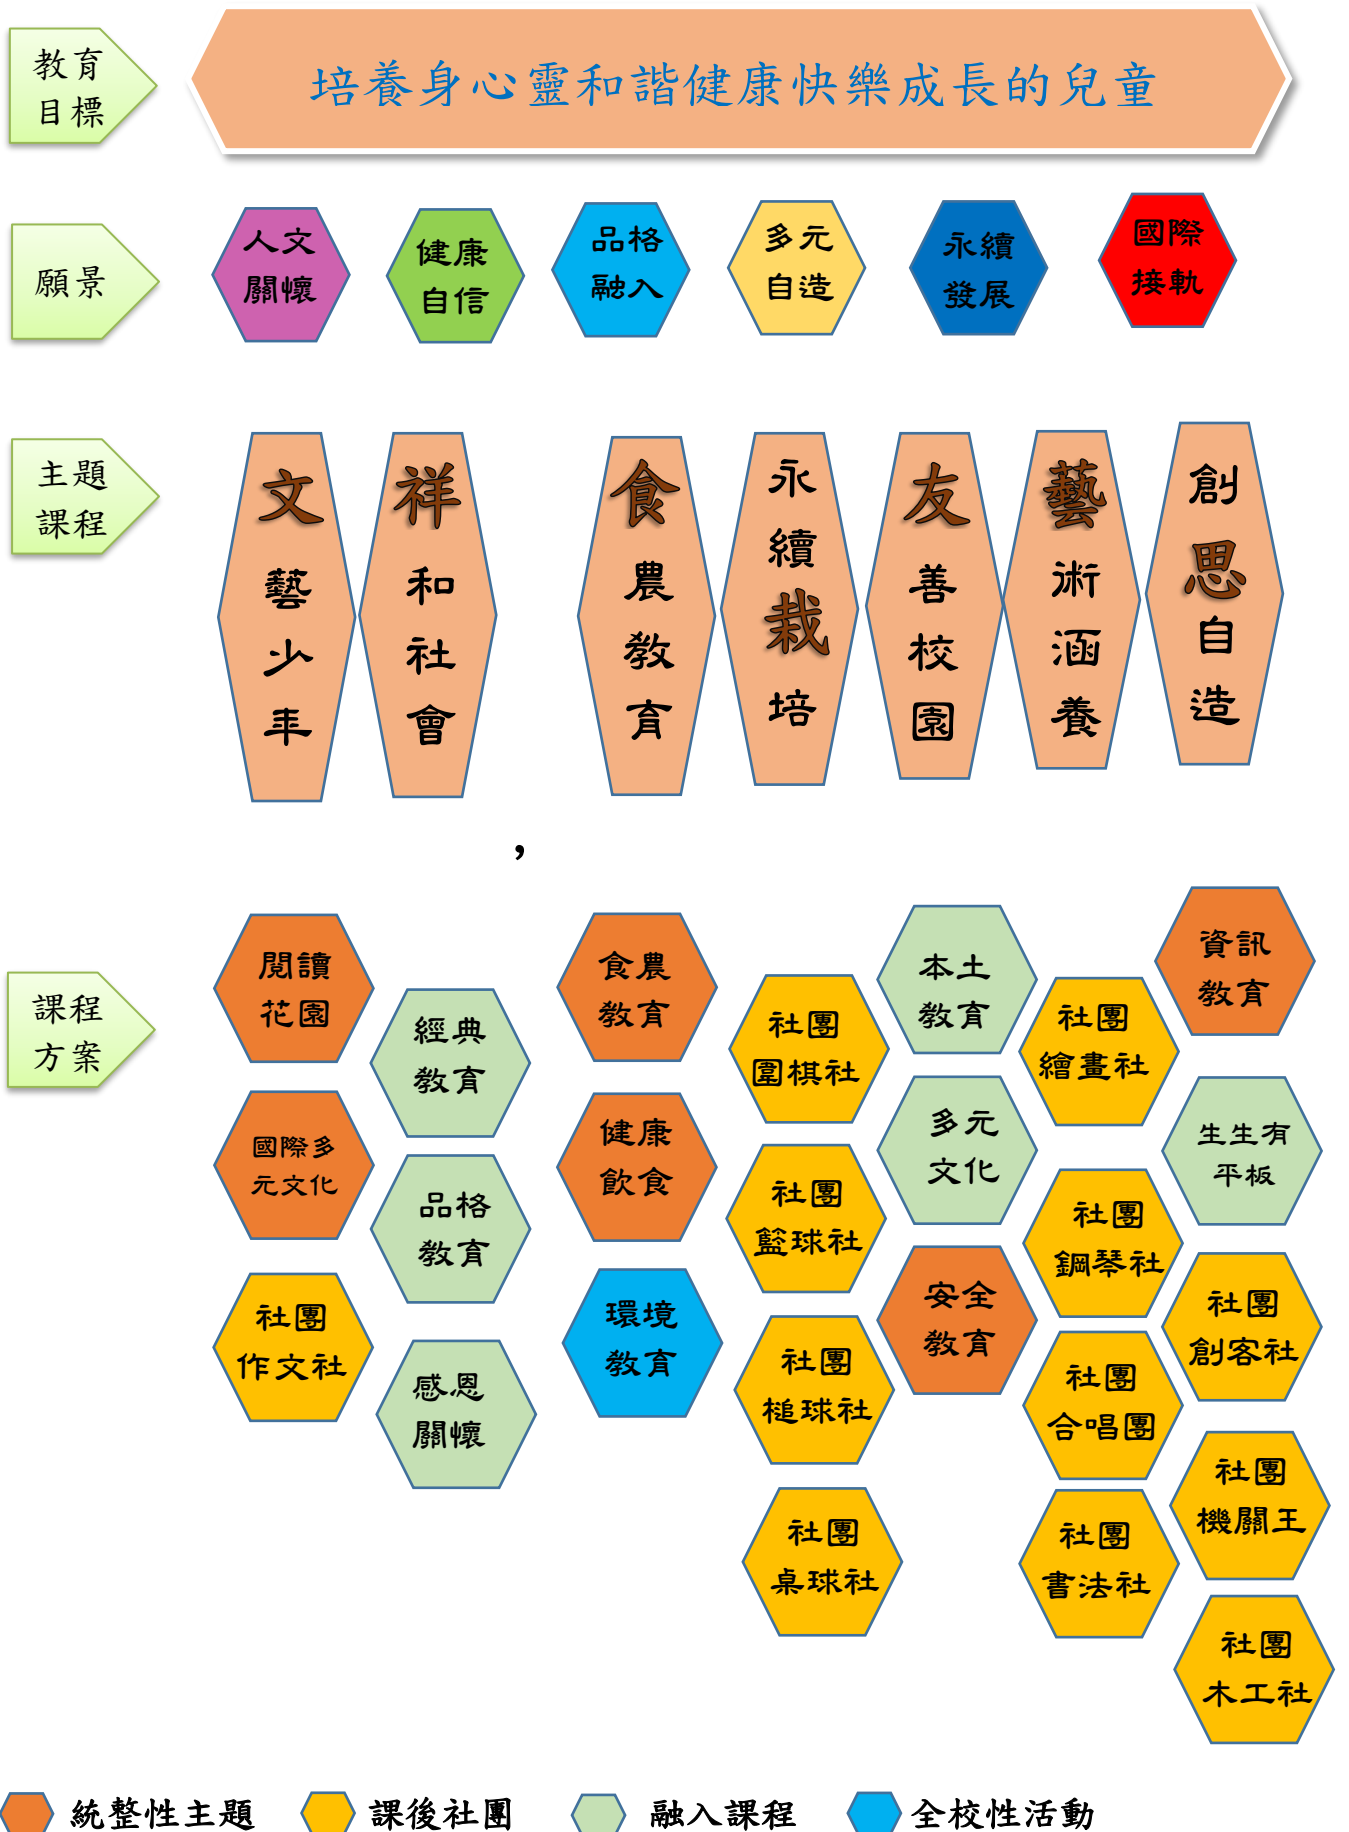 教育
目標
培養身心靈和諧健康快樂成長的兒童
願景
人文
關懷
健康
自信
品格
融入
多元
自造
永續
發展
國際
接軌
主題
課程
文藝少年
祥和社會
食農教育
永續栽培
友善校園
藝術涵養
創思自造
，
課程
方案
閱讀
花園
國際多
元文化
社團
作文社
經典
教育
品格
教育
感恩
關懷
食農
教育
健康
飲食
環境
教育
社團
圍棋社
社團
籃球社
社團
槌球社
社團
桌球社
本土
教育
多元
文化
安全
教育
社團
繪畫社
社團
鋼琴社
社團
合唱團
社團
書法社
資訊
教育
生生有
平板
社團
創客社
社團
機關王
社團
木工社
統整性主題
課後社團
融入課程
全校性活動